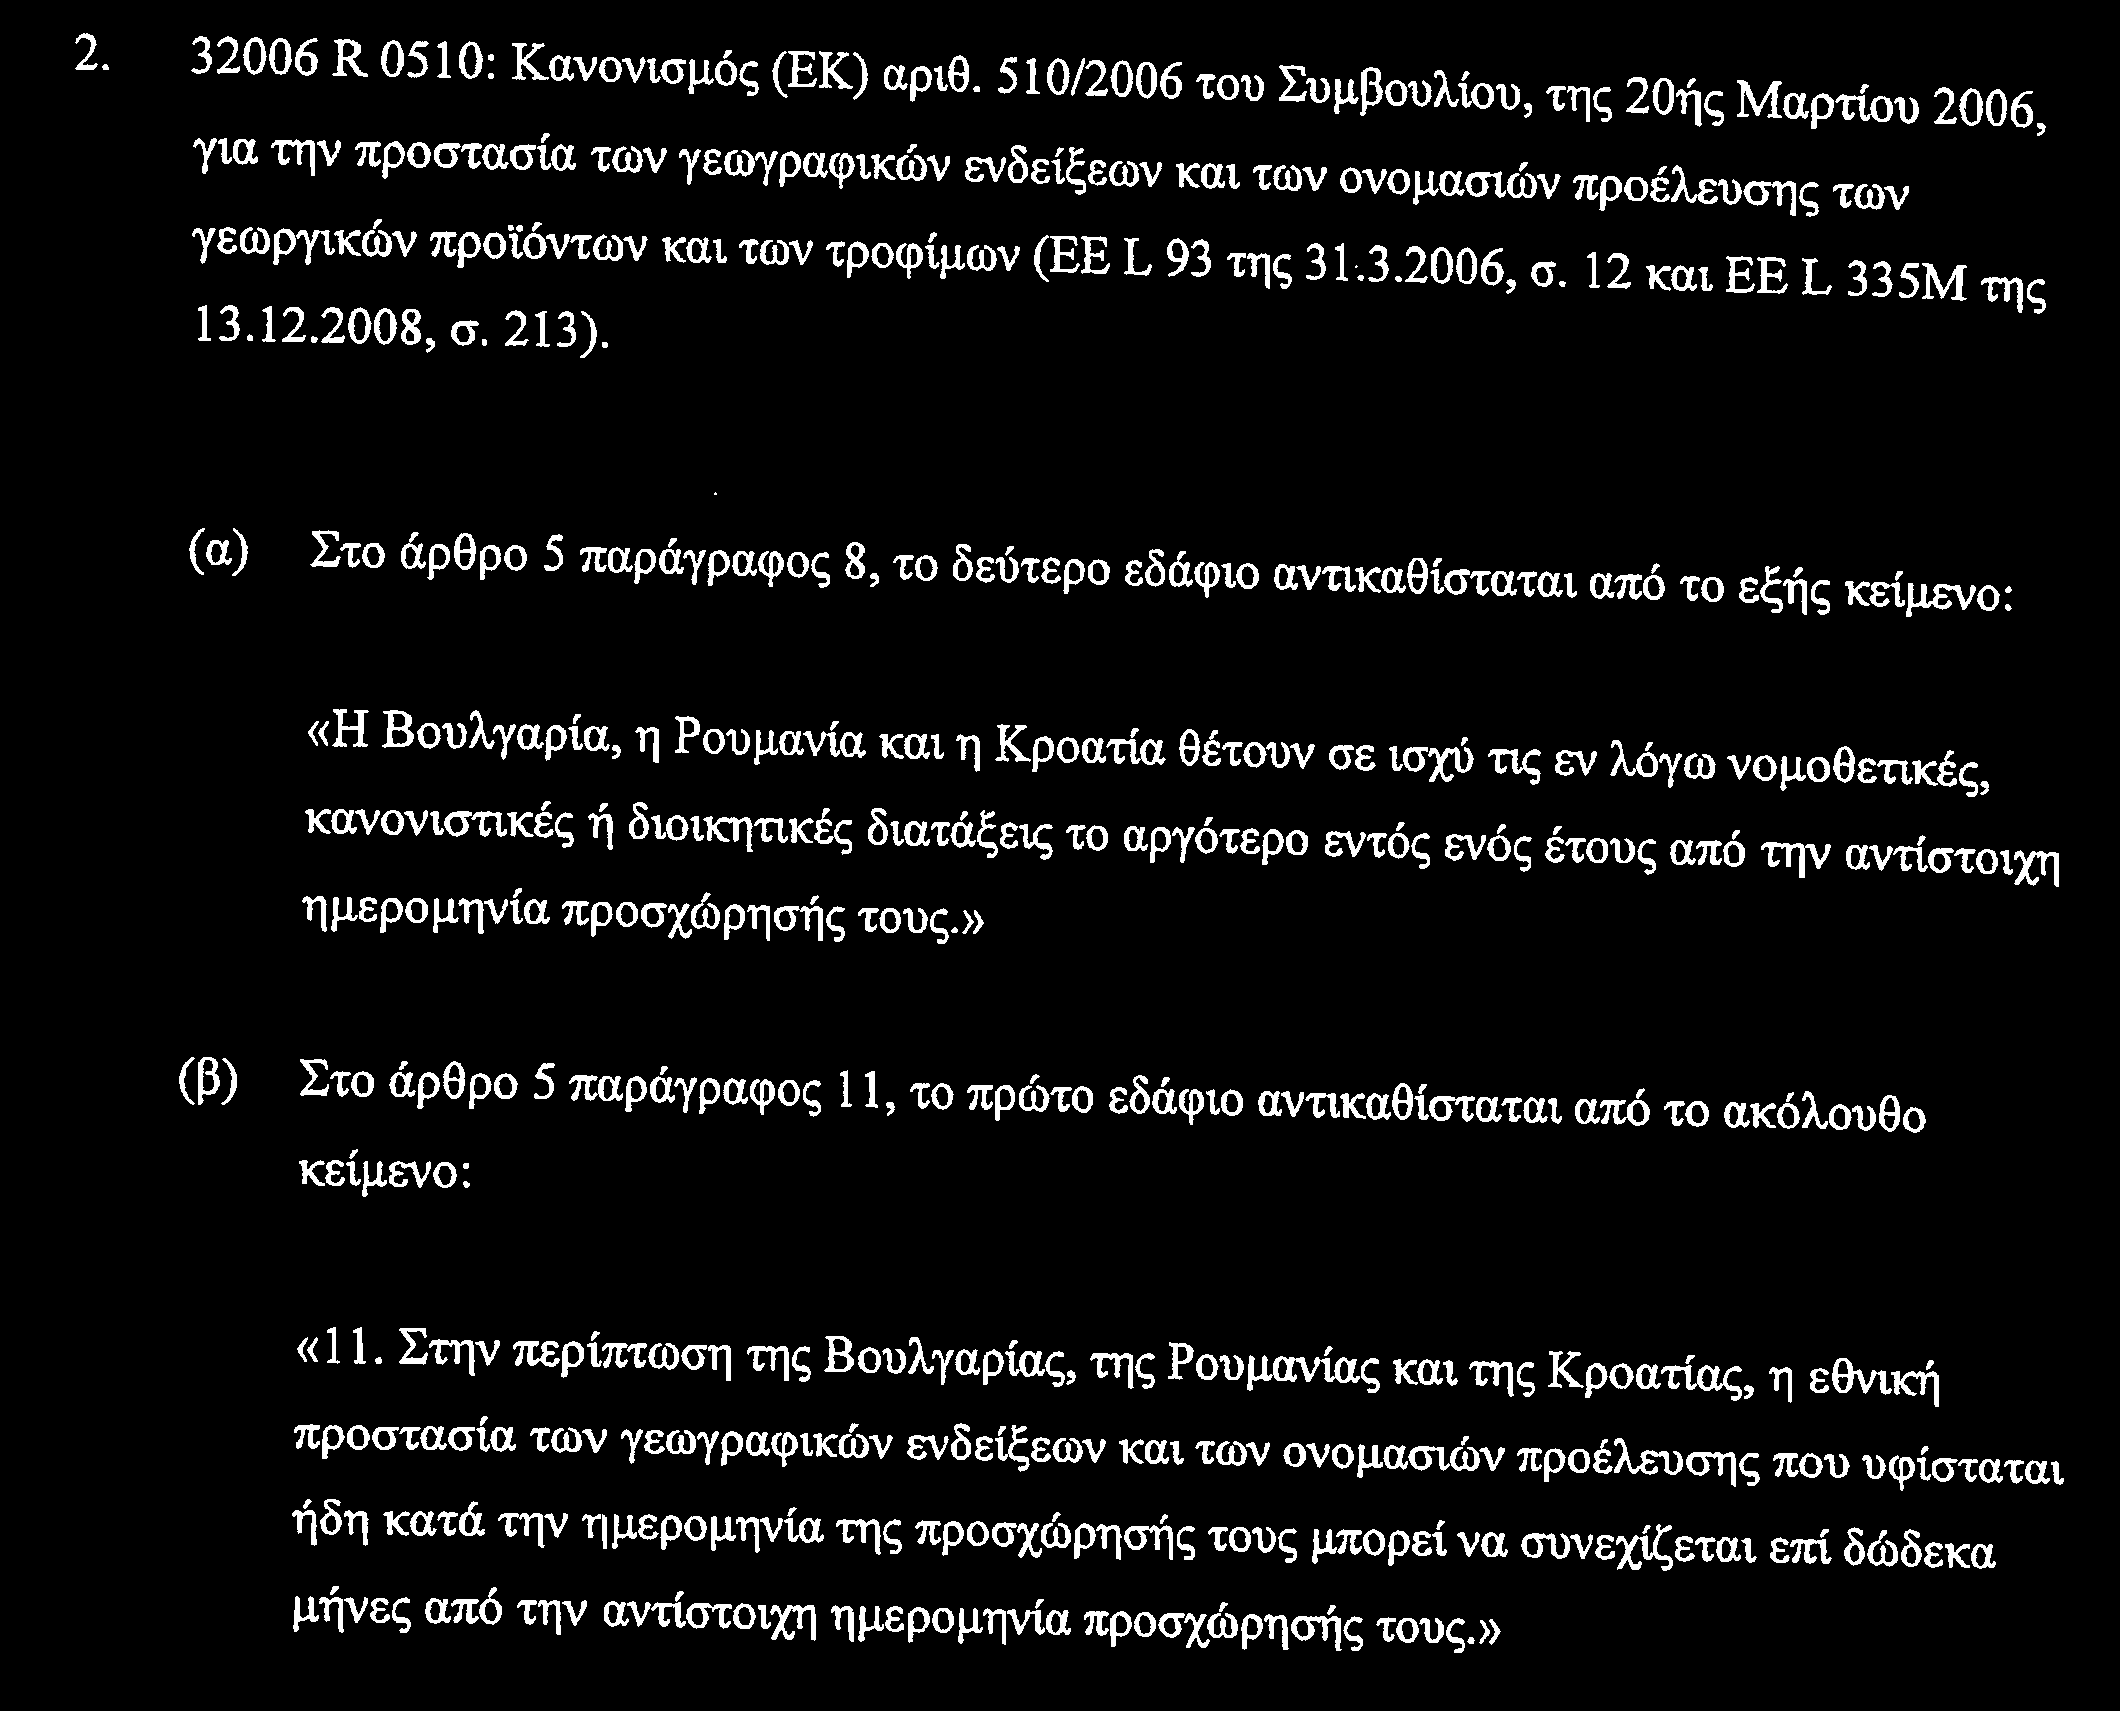 2. 32006 R 0510: Κανονισμός (ΕΚ) αριθ. 510/2006 του Συμβουλίου, της 20ής Μαρτίου 2006,
για την προστασία των γεωγραφικών ενδείξεων και των ονομασιών προέλευσης των
γεωργικών προϊόντων και των τροφίμων (ΕΕ L 93 της 31.3.2006, σ. 12 και ΕΕ L 335M της
13.12.2008, σ. 213).
(α) Στο άρθρο 5 παράγραφος 8, το δεύτερο εδάφιο αντικαθίσταται από το εξής κείμενο:
«Η Βουλγαρία, η Ρουμανία και η Κροατία θέτουν σε ισχύ τις εν λόγω νομοθετικές,
κανονιστικές ή διοικητικές διατάξεις το αργότερο εντός ενός έτους από την αντίστοιχη
ημερομηνία προσχώρησής τους.»
(β) Στο άρθρο 5 παράγραφος 11, το πρώτο εδάφιο αντικαθίσταται από το ακόλουθο
κείμενο:
«11. Στην περίπτωση της Βουλγαρίας, της Ρουμανίας και της Κροατίας, η εθνική
προστασία των γεωγραφικών ενδείξεων και των ονομασιών προέλευσης που υφίσταται
ήδη κατά την ημερομηνία της προσχώρησής τους μπορεί να συνεχίζεται επί δώδεκα
μήνες από την αντίστοιχη ημερομηνία προσχώρησής τους.»